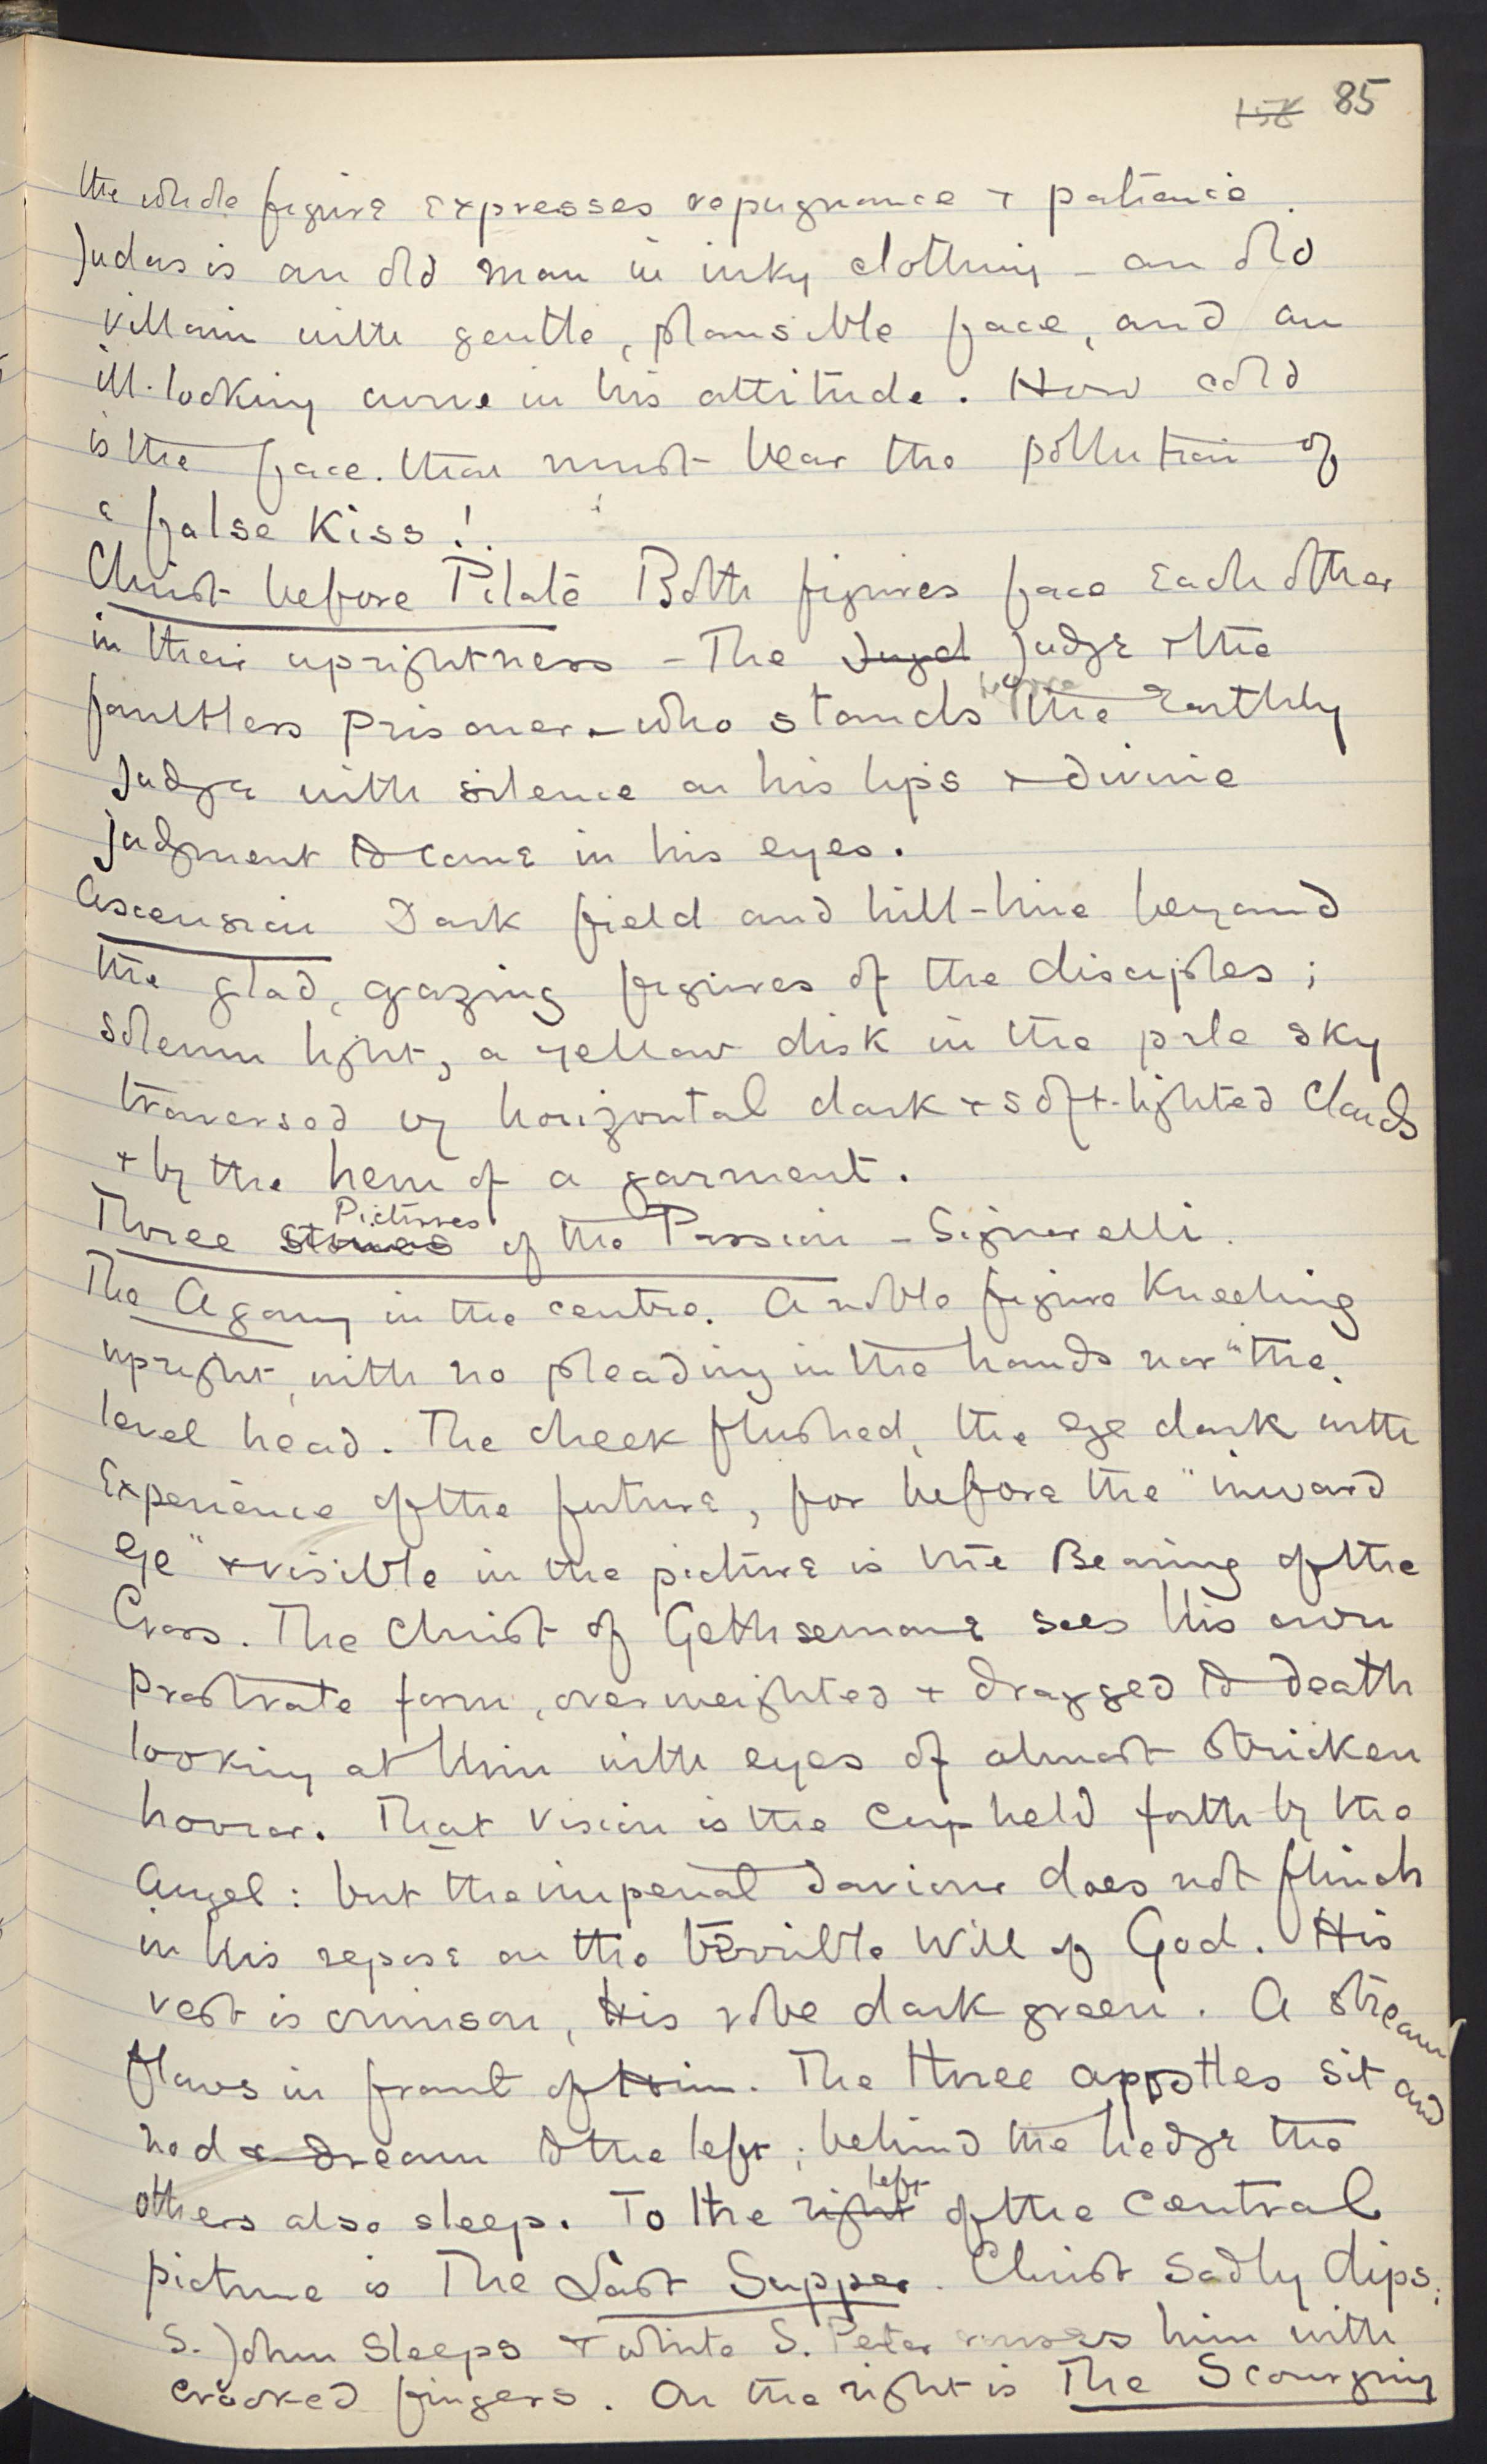 158 85
the whole figure expresses repugnance + patience.
Judas is an old man in inky clothing – an old
villain with gentle, plausible face, and an
ill-looking curve in his attitude. How cold
is the face that must bear the pollution of
a false kiss!
Christ before Pilate Both figures face each other
in their uprightness – The Jugd Judge + the
faultless prisoner – who stands before the Earthly
Judge with silence on his lips + divine
judgment to come in his eyes.
Ascension Dark field and hill-line beyond
the glad, gazing figures of the disciples;
solemn light, a yellow disk in the pale sky
traversed by horizontal dark + soft-lighted clouds
+ by the hem of a garment.
Three Pictures of the Passion – Signorelli.
The Agony in the centre. A noble figure kneeling
upright, with no pleading in the hands nor in the
level head. The cheek flushed, the eye dark with
Experience of the future, for before the "inward
eye" + visible in the picture is the Bearing of the
Cross. The Christ of Gethsemane sees His own
prostrate form, overweighted + dragged to death
looking at Him with eyes of almost stricken
horror. That Vision is the Cup held forth by the
Angel: but the imperial Saviour does not flinch
in His repose on the terrible Will of God. His
vest is crimson, His robe dark green. A stream
flows in front of Him. The three apostles sit and
nod + dream to the left; behind the hedge the
others also sleep. To the right left of the central
picture is The Last Supper. Christ sadly dips;
S. John sleeps + white S. Peter rouses him with
crooked fingers. On the right is The Scourging